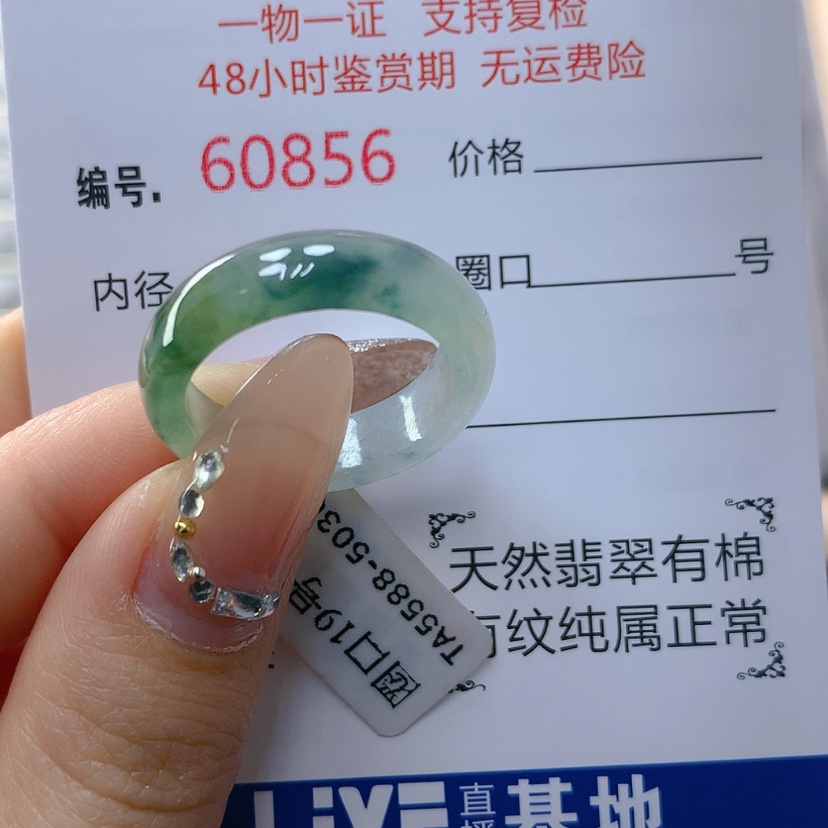 一物一证 支持复检
48小时鉴赏期 无运费险
编号. 60856 价格
内径 圈口 号
天然翡翠有棉
有纹纯属正常
圈口19号
TA5588-503
LiVE 直播 基地